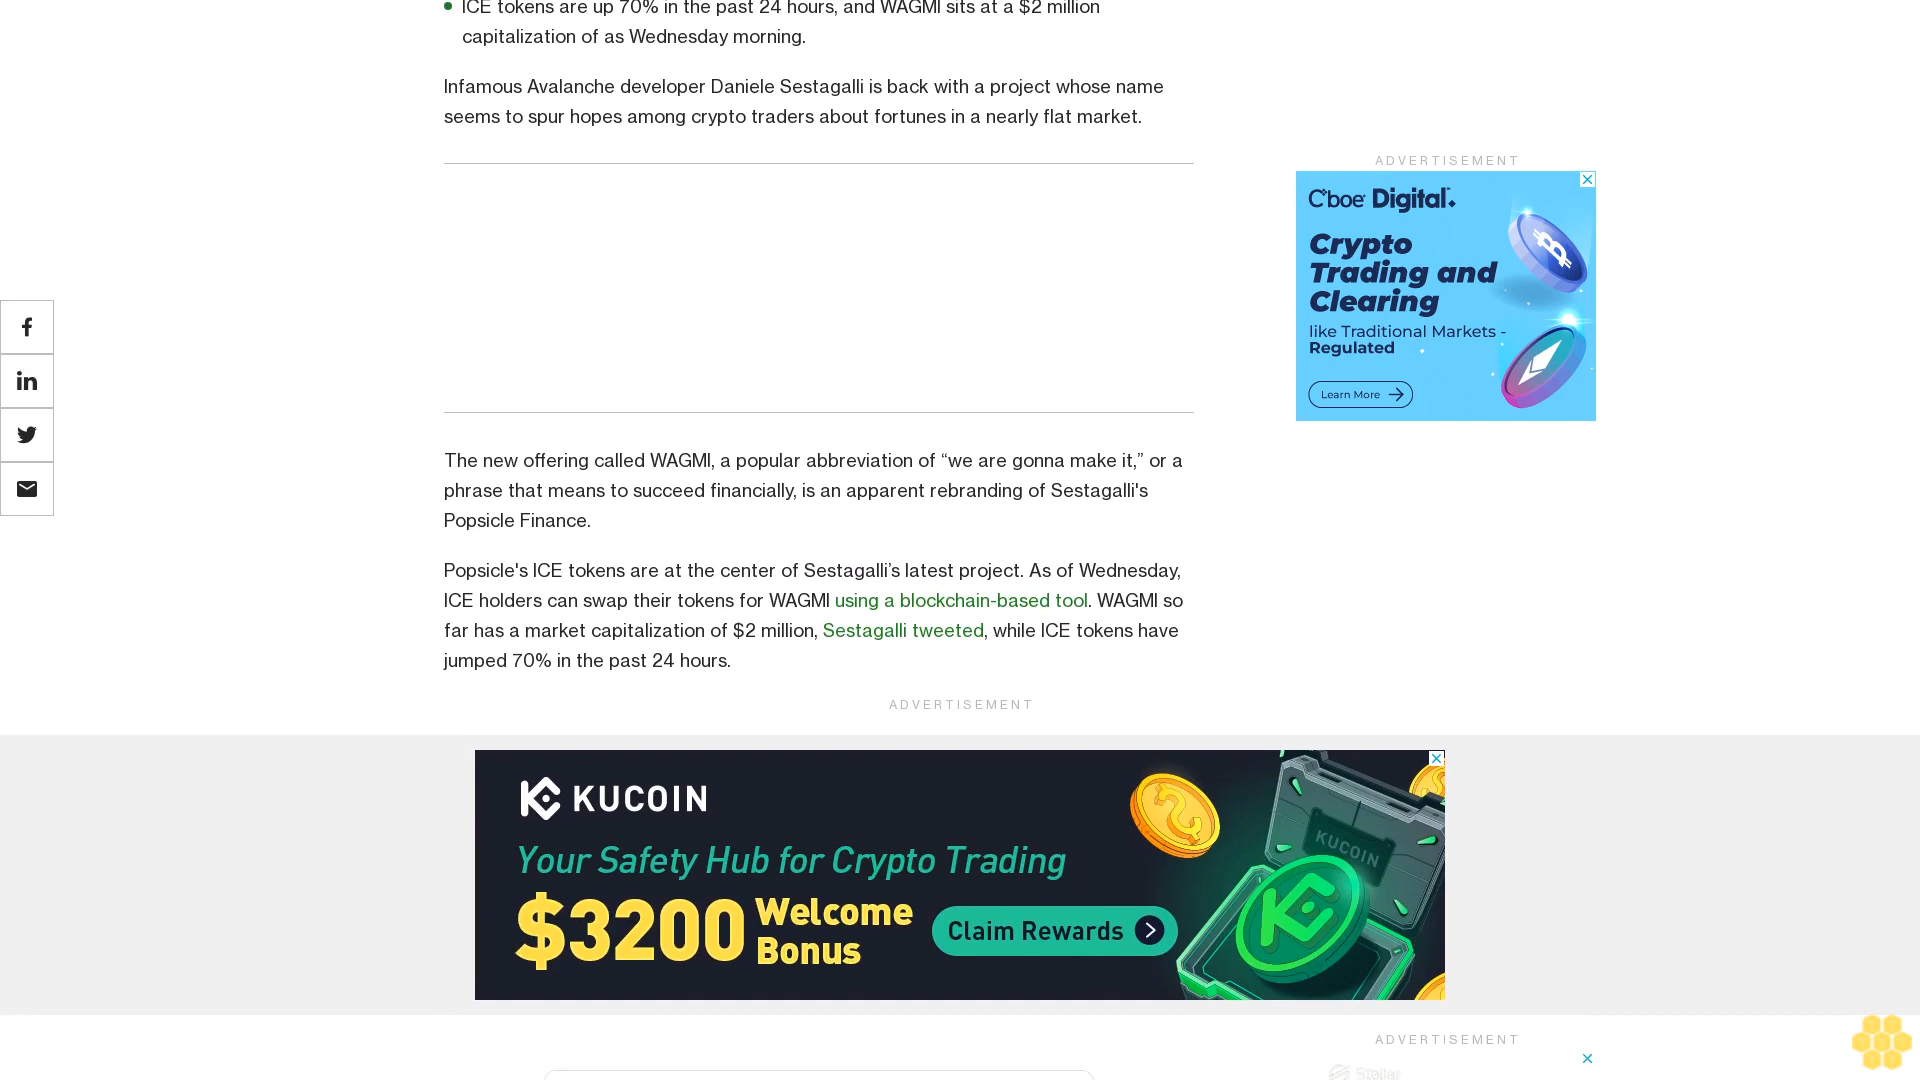 ICE tokens are up 70% in the past 24 hours, and WAGMI sits at a $2 million
capitalization of as Wednesday morning.
Infamous Avalanche developer Daniele Sestagalli is back with a project whose name
seems to spur hopes among crypto traders about fortunes in a nearly flat market.
ADVERTISEMENT
Cboe Digital
Crypto
Trading and
Clearing
like Traditional Markets -
Regulated
Learn More
The new offering called WAGMI, a popular abbreviation of “we are gonna make it,” or a
phrase that means to succeed financially, is an apparent rebranding of Sestagalli's
Popsicle Finance.
Popsicle's ICE tokens are at the center of Sestagalli’s latest project. As of Wednesday,
ICE holders can swap their tokens for WAGMI using a blockchain-based tool. WAGMI so
far has a market capitalization of $2 million, Sestagalli tweeted, while ICE tokens have
jumped 70% in the past 24 hours.
ADVERTISEMENT
KUCOIN
Your Safety Hub for Crypto Trading
$3200 Welcome
Bonus
Claim Rewards
KUCOIN
ADVERTISEMENT
Stellar